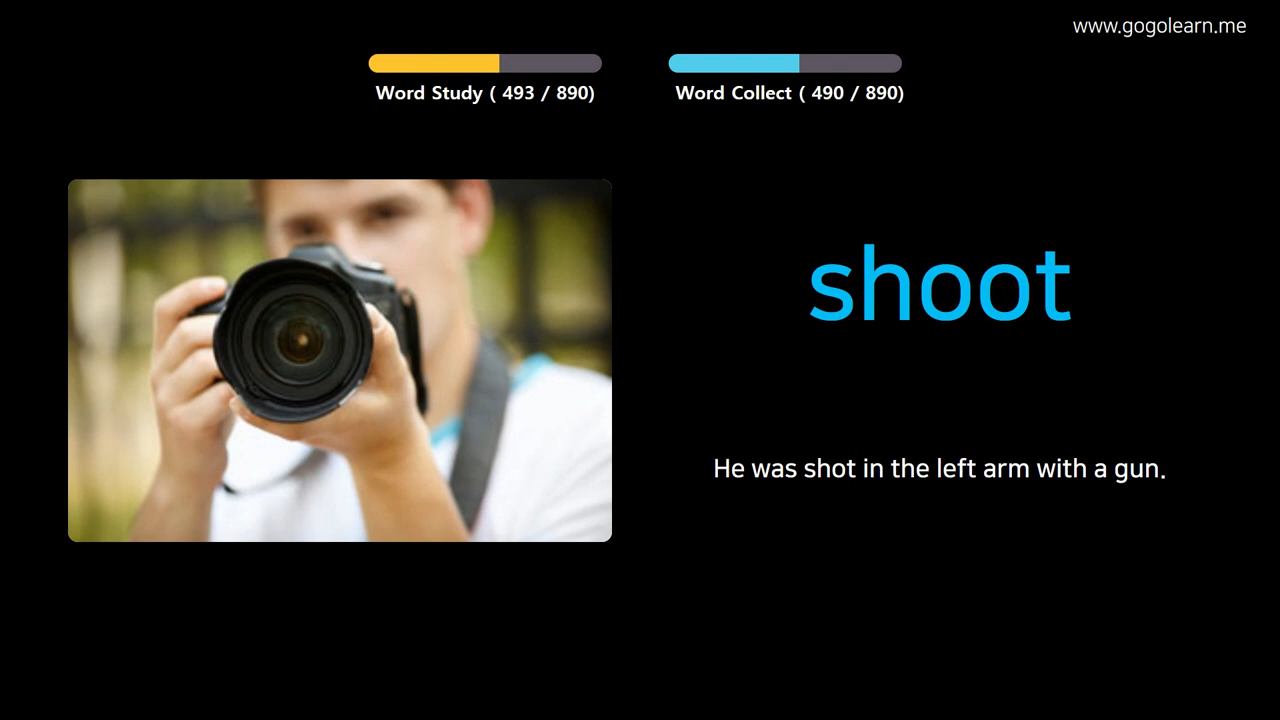 www.gogolearn.me
Word Study ( 493 / 890)
Word Collect ( 490 / 890)
shoot
He was shot in the left arm with a gun.